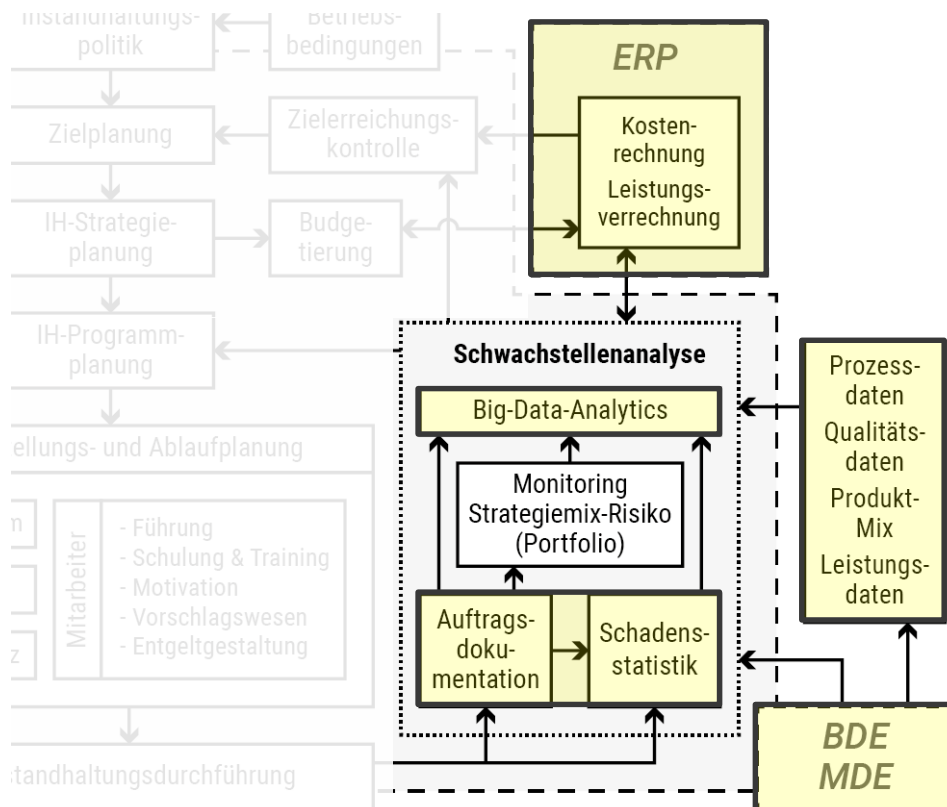 Instandhaltungs-
politik
Betriebs-
bedingungen
ERP
Zielplanung
Zielerreichungs-
kontrolle
Kosten-
rechnung
Leistungs-
verrechnung
IH-Strategie-
planung
Budge-
tierung
IH-Programm-
planung
Schwachstellenanalyse
Big-Data-Analytics
Monitoring
Strategiemix-Risiko
(Portfolio)
Auftrags-
doku-
mentation
Schadens-
statistik
Prozess-
daten
Qualitäts-
daten
Produkt-
Mix
Leistungs-
daten
ellungs- und Ablaufplanung
m
z
Mitarbeiter
- Führung
- Schulung & Training
- Motivation
- Vorschlagswesen
- Entgeltgestaltung
standhaltungsdurchführung
BDE
MDE